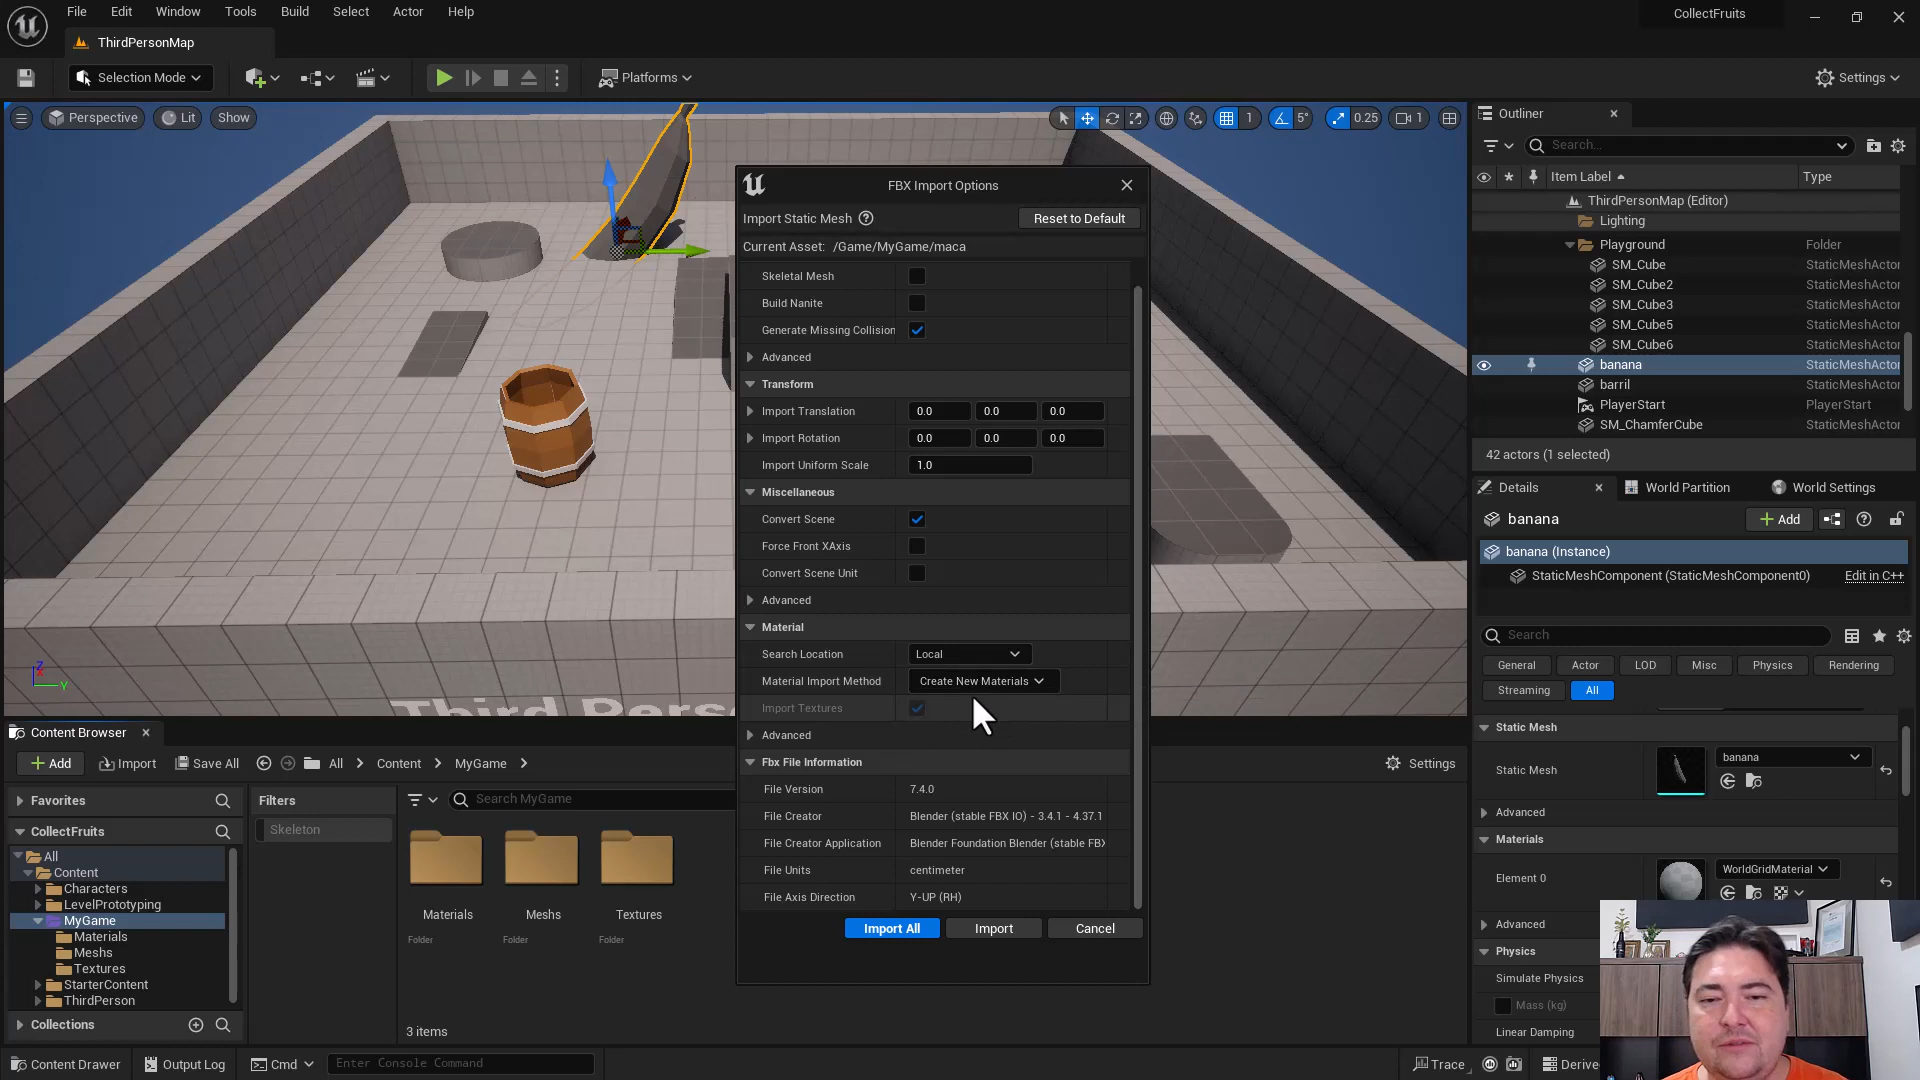 File Edit Window Tools Build Select Actor Help
CollectFruits
ThirdPersonMap
Selection Mode
Platforms
Settings
Perspective Lit Show
1 5° 0.25 1
Third Perso
FBX Import Options
Import Static Mesh
Reset to Default
Current Asset: /Game/MyGame/maca
Skeletal Mesh
Build Nanite
Generate Missing Collision
Advanced
Transform
Import Translation 0.0 0.0 0.0
Import Rotation 0.0 0.0 0.0
Import Uniform Scale 1.0
Miscellaneous
Convert Scene
Force Front XAxis
Convert Scene Unit
Advanced
Material
Search Location Local
Material Import Method Create New Materials
Import Textures
Advanced
Fbx File Information
File Version 7.4.0
File Creator Blender (stable FBX IO) - 3.4.1 - 4.37.1
File Creator Application Blender Foundation Blender (stable FBX
File Units centimeter
File Axis Direction Y-UP (RH)
Import All Import Cancel
Outliner
Search...
Item Label Type
ThirdPersonMap (Editor)
Lighting
Playground Folder
SM_Cube StaticMeshActor
SM_Cube2 StaticMeshActor
SM_Cube3 StaticMeshActor
SM_Cube5 StaticMeshActor
SM_Cube6 StaticMeshActor
banana StaticMeshActor
barril StaticMeshActor
PlayerStart PlayerStart
SM_ChamferCube StaticMeshActor
42 actors (1 selected)
Details World Partition World Settings
banana
Add
banana (Instance)
StaticMeshComponent (StaticMeshComponent0) Edit in C++
Search
General Actor LOD Misc Physics Rendering
Streaming All
Static Mesh
Static Mesh banana
Advanced
Materials
Element 0 WorldGridMaterial
Advanced
Physics
Simulate Physics
Mass (kg)
Linear Damping
Content Browser
Add Import Save All All Content MyGame
Settings
Favorites
CollectFruits
All
Content
Characters
LevelPrototyping
MyGame
Materials
Meshs
Textures
StarterContent
ThirdPerson
Collections
Filters
Skeleton
Search MyGame
Materials Meshs Textures
Folder Folder Folder
3 items
Content Drawer Output Log Cmd Enter Console Command
Trace Derive
Z
X
Y